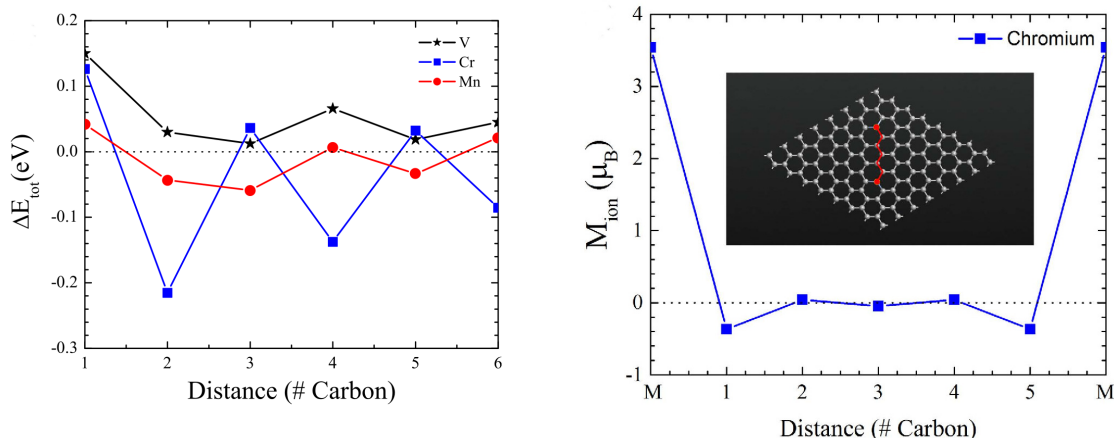 0.2
0.1
0.0
-0.1
-0.2
-0.3
ΔE_tot(eV)
V
Cr
Mn
1 2 3 4 5 6
Distance (# Carbon)
4
3
2
1
0
-1
M_ion (μ_B)
Chromium
M 1 2 3 4 5 M
Distance (# Carbon)